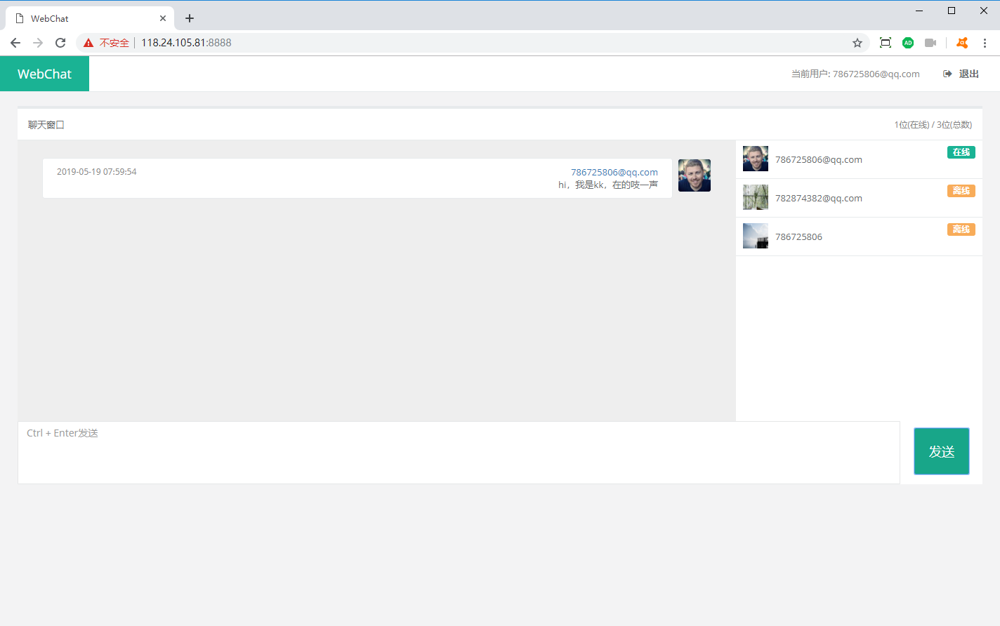 WebChat
不安全 118.24.105.81:8888
AD
WebChat
当前用户: 786725806@qq.com
退出
聊天窗口
1位(在线) / 3位(总数)
2019-05-19 07:59:54
786725806@qq.com
hi，我是kk，在的吱一声
786725806@qq.com
在线
782874382@qq.com
离线
786725806
离线
Ctrl + Enter发送
发送